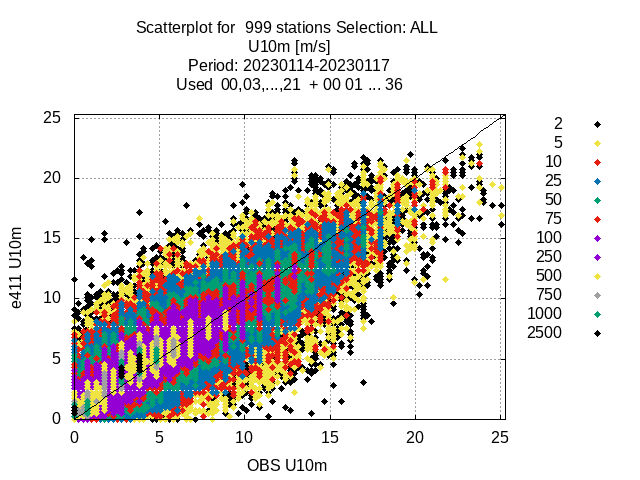 Scatterplot for  999 stations Selection: ALL
U10m [m/s]
Period: 20230114-20230117
Used  00,03,...,21  + 00 01 ... 36
25
20
15
10
5
0
e411 U10m
0 5 10 15 20 25
OBS U10m
2
5
10
25
50
75
100
250
500
750
1000
2500